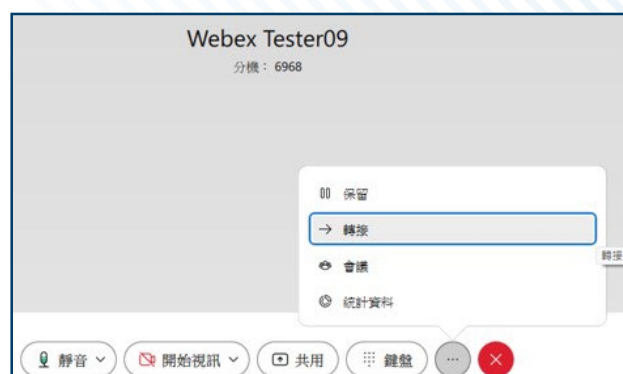 Webex Tester09
分機： 6968
保留
轉接
轉接
會議
統計資料
靜音 開始視訊 共用 鍵盤